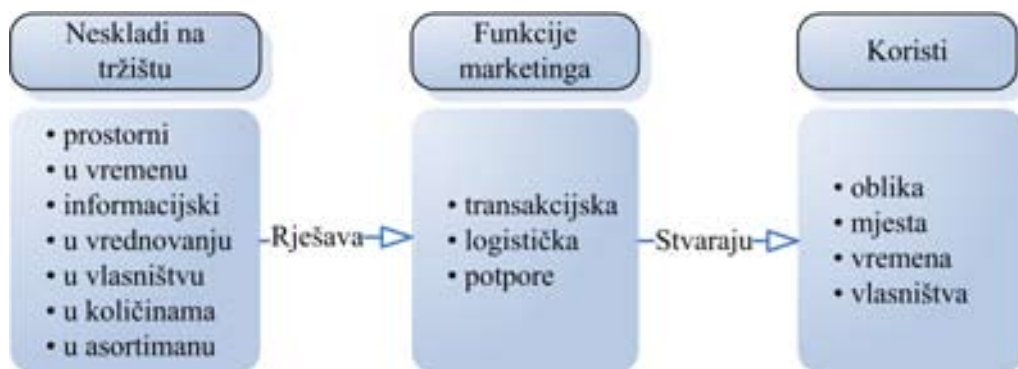 Neskladi na
tržištu
• prostorni
• u vremenu
• informacijski
• u vrednovanju
• u vlasništvu
• u količinama
• u asortimanu
Rješava
Funkcije
marketinga
• transakcijska
• logistička
• potpore
Stvaraju
Koristi
• oblika
• mjesta
• vremena
• vlasništva